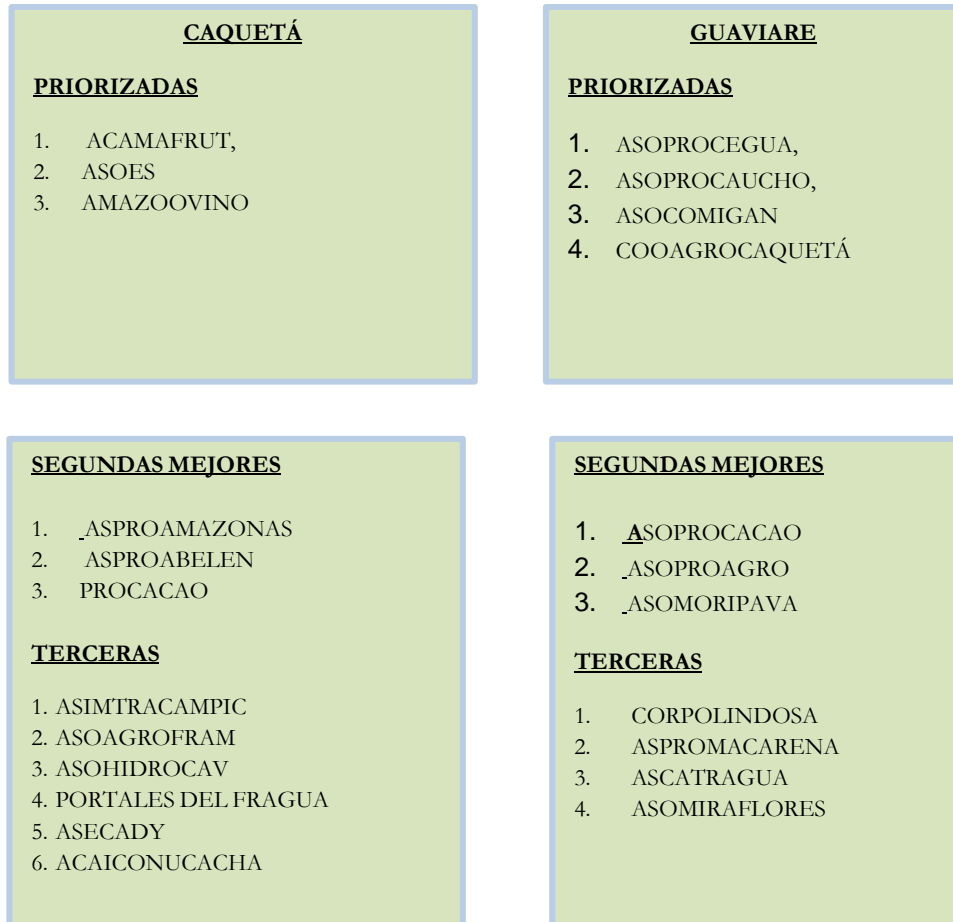 CAQUETÁ
PRIORIZADAS
1. ACAMAFRUT,
2. ASOES
3. AMAZOOVINO
GUAVIARE
PRIORIZADAS
1. ASOPROCEGUA,
2. ASOPROCAUCHO,
3. ASOCOMIGAN
4. COOAGROCAQUETÁ
SEGUNDAS MEJORES
1. ASPROAMAZONAS
2. ASPROABELEN
3. PROCACAO
TERCERAS
1. ASIMTRACAMPIC
2. ASOAGROFRAM
3. ASOHIDROCAV
4. PORTALES DEL FRAGUA
5. ASECADY
6. ACAICONUCACHA
SEGUNDAS MEJORES
1. ASOPROCACAO
2. ASOPROAGRO
3. ASOMORIPAVA
TERCERAS
1. CORPOLINDOSA
2. ASPROMACARENA
3. ASCATRAGUA
4. ASOMIRAFLORES